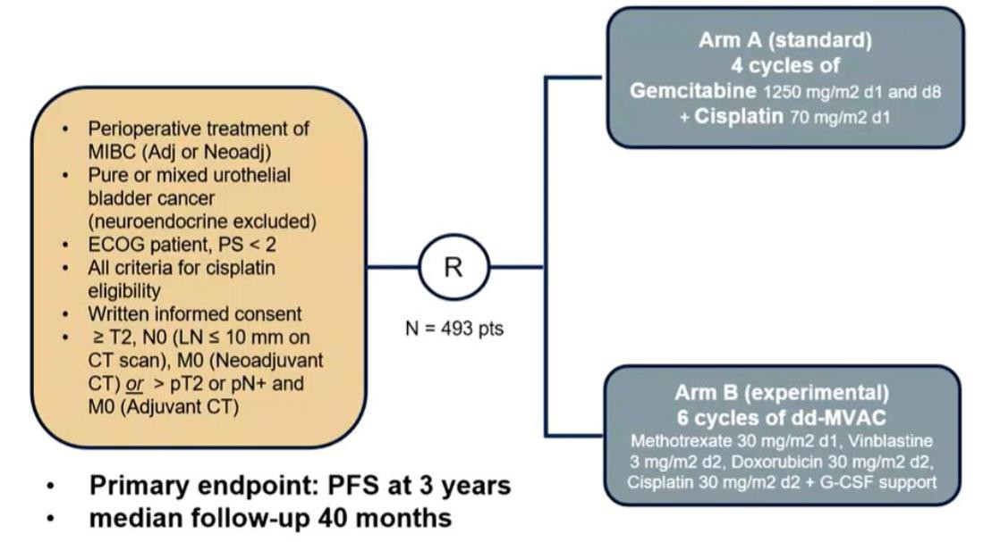 • Perioperative treatment of
MIBC (Adj or Neoadj)
• Pure or mixed urothelial
bladder cancer
(neuroendocrine excluded)
• ECOG patient, PS < 2
• All criteria for cisplatin
eligibility
• Written informed consent
• ≥ T2, N0 (LN ≤ 10 mm on
CT scan), M0 (Neoadjuvant
CT) or > pT2 or pN+ and
M0 (Adjuvant CT)
R
N = 493 pts
Arm A (standard)
4 cycles of
Gemcitabine 1250 mg/m2 d1 and d8
+ Cisplatin 70 mg/m2 d1
Arm B (experimental)
6 cycles of dd-MVAC
Methotrexate 30 mg/m2 d1, Vinblastine
3 mg/m2 d2, Doxorubicin 30 mg/m2 d2,
Cisplatin 30 mg/m2 d2 + G-CSF support
• Primary endpoint: PFS at 3 years
• median follow-up 40 months